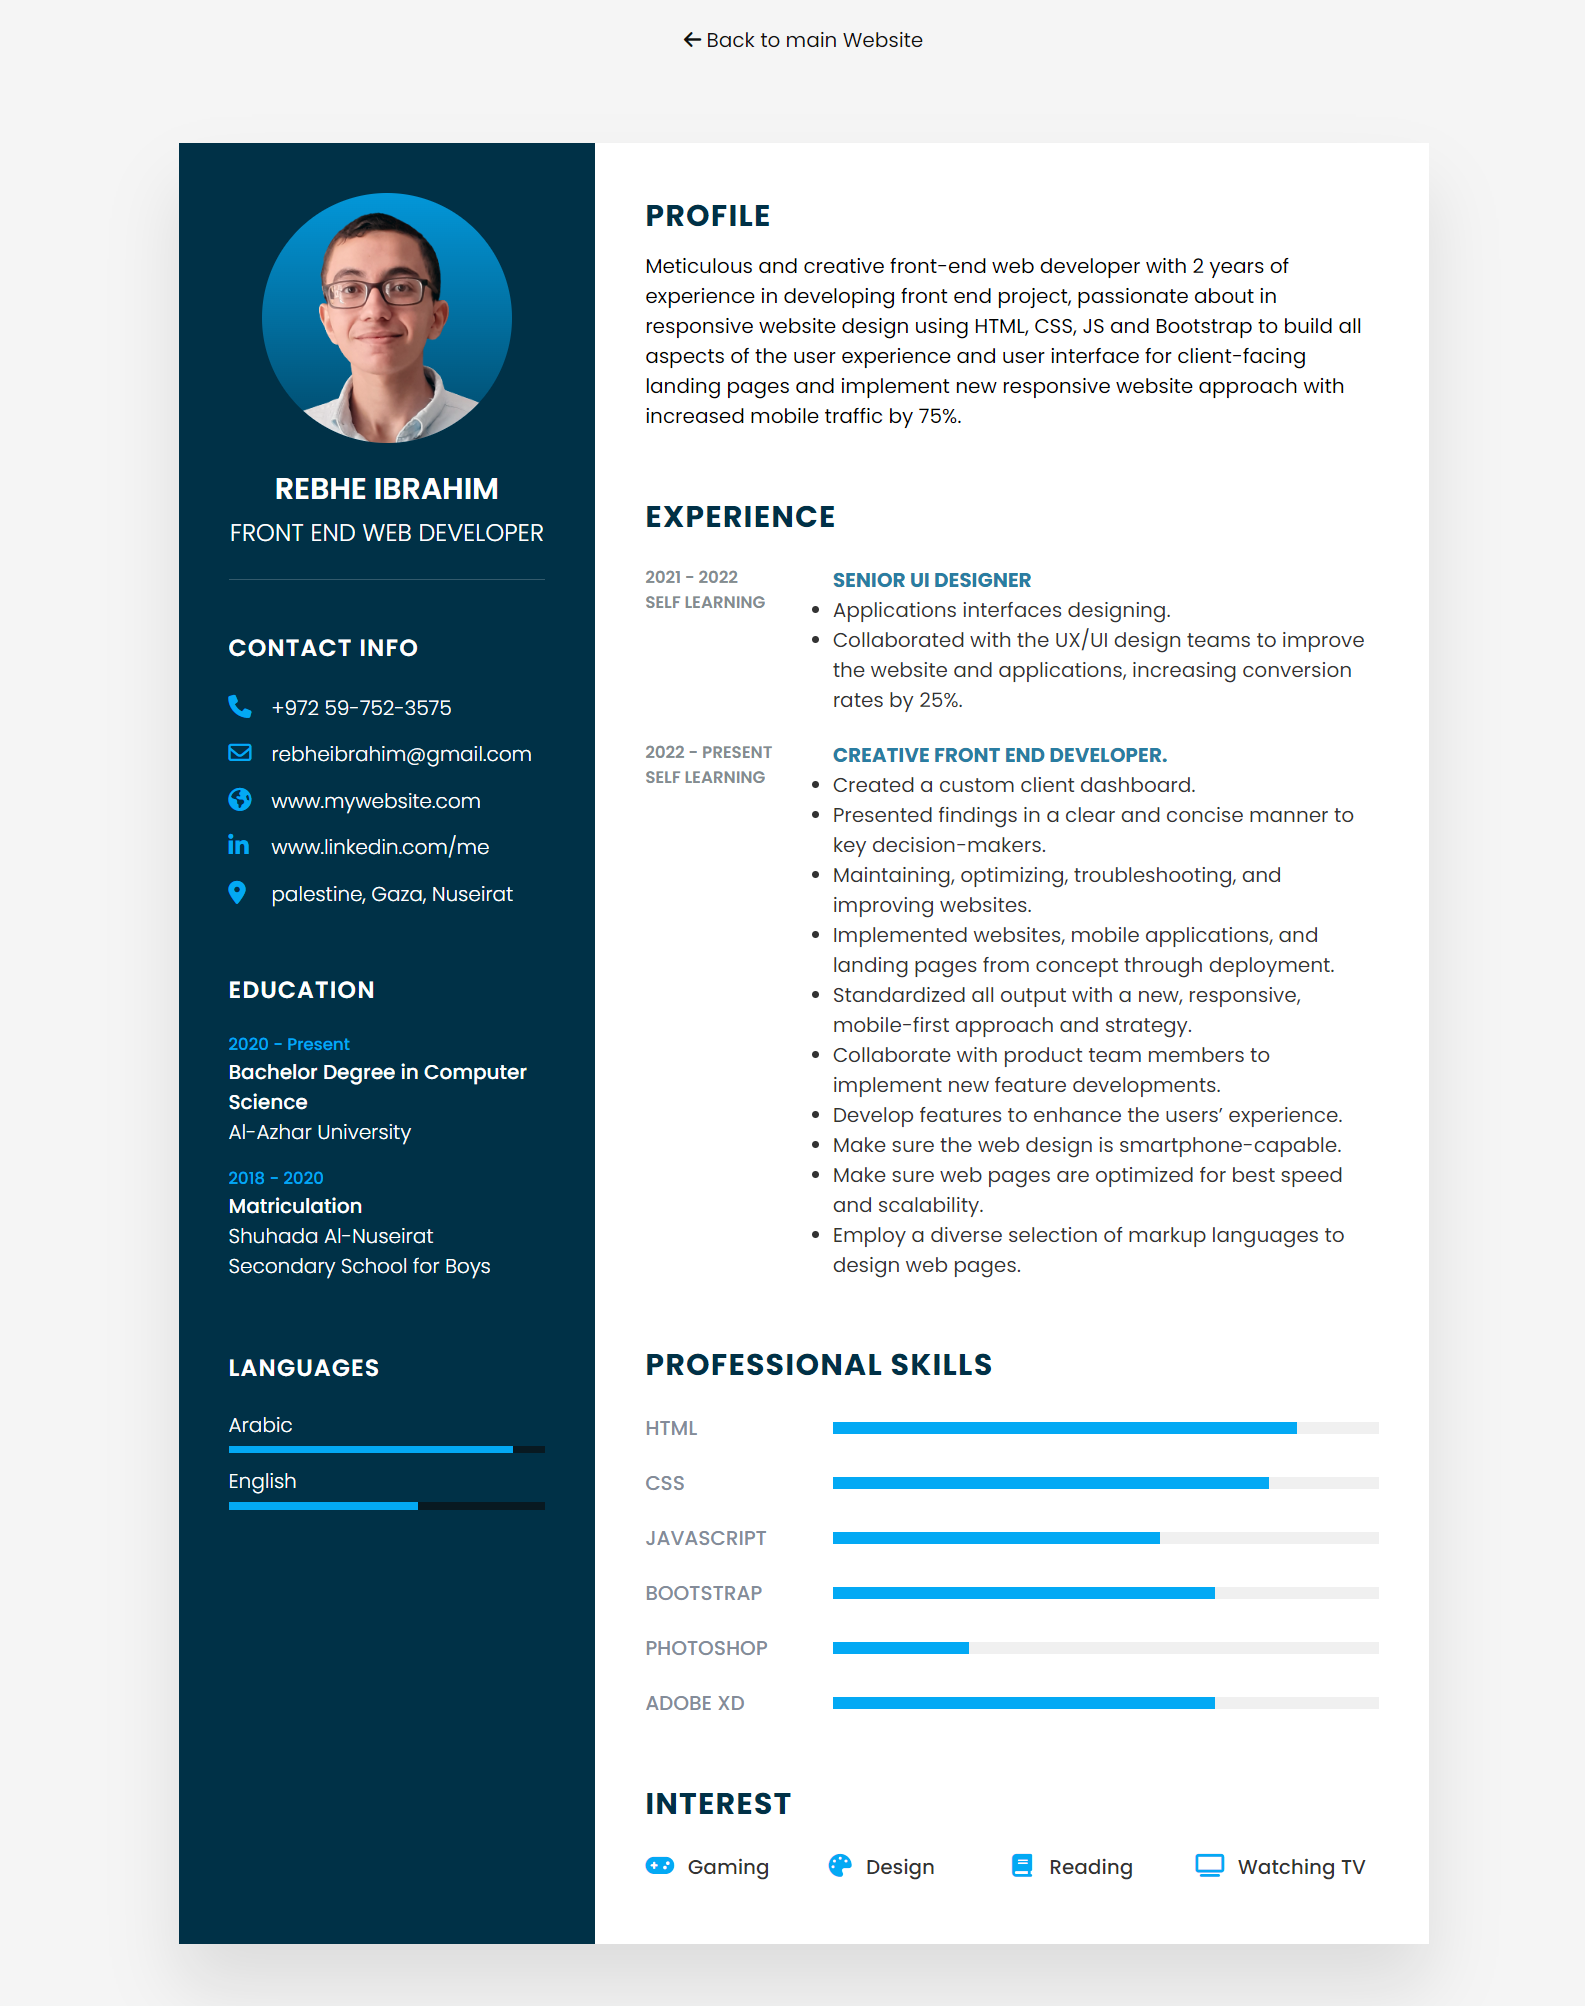 Back to main Website
REBHE IBRAHIM
FRONT END WEB DEVELOPER
CONTACT INFO
+972 59-752-3575
rebheibrahim@gmail.com
www.mywebsite.com
www.linkedin.com/me
palestine, Gaza, Nuseirat
EDUCATION
2020 - Present
Bachelor Degree in Computer
Science
Al-Azhar University
2018 - 2020
Matriculation
Shuhada Al-Nuseirat
Secondary School for Boys
LANGUAGES
Arabic
English
PROFILE
Meticulous and creative front-end web developer with 2 years of
experience in developing front end project, passionate about in
responsive website design using HTML, CSS, JS and Bootstrap to build all
aspects of the user experience and user interface for client-facing
landing pages and implement new responsive website approach with
increased mobile traffic by 75%.
EXPERIENCE
2021 - 2022
SELF LEARNING
SENIOR UI DESIGNER
• Applications interfaces designing.
• Collaborated with the UX/UI design teams to improve
the website and applications, increasing conversion
rates by 25%.
2022 - PRESENT
SELF LEARNING
CREATIVE FRONT END DEVELOPER.
• Created a custom client dashboard.
• Presented findings in a clear and concise manner to
key decision-makers.
• Maintaining, optimizing, troubleshooting, and
improving websites.
• Implemented websites, mobile applications, and
landing pages from concept through deployment.
• Standardized all output with a new, responsive,
mobile-first approach and strategy.
• Collaborate with product team members to
implement new feature developments.
• Develop features to enhance the users’ experience.
• Make sure the web design is smartphone-capable.
• Make sure web pages are optimized for best speed
and scalability.
• Employ a diverse selection of markup languages to
design web pages.
PROFESSIONAL SKILLS
HTML
CSS
JAVASCRIPT
BOOTSTRAP
PHOTOSHOP
ADOBE XD
INTEREST
Gaming
Design
Reading
Watching TV